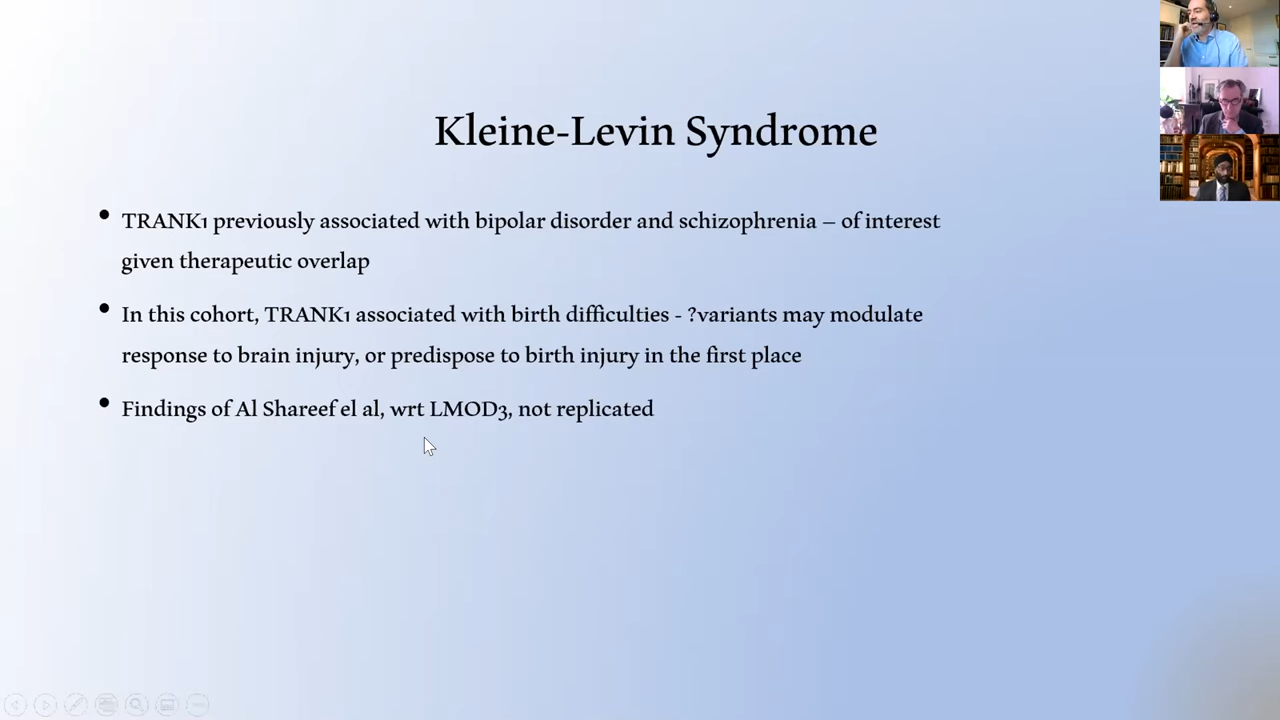 Kleine-Levin Syndrome
• TRANK1 previously associated with bipolar disorder and schizophrenia – of interest
given therapeutic overlap
• In this cohort, TRANK1 associated with birth difficulties - ?variants may modulate
response to brain injury, or predispose to birth injury in the first place
• Findings of Al Shareef el al, wrt LMOD3, not replicated